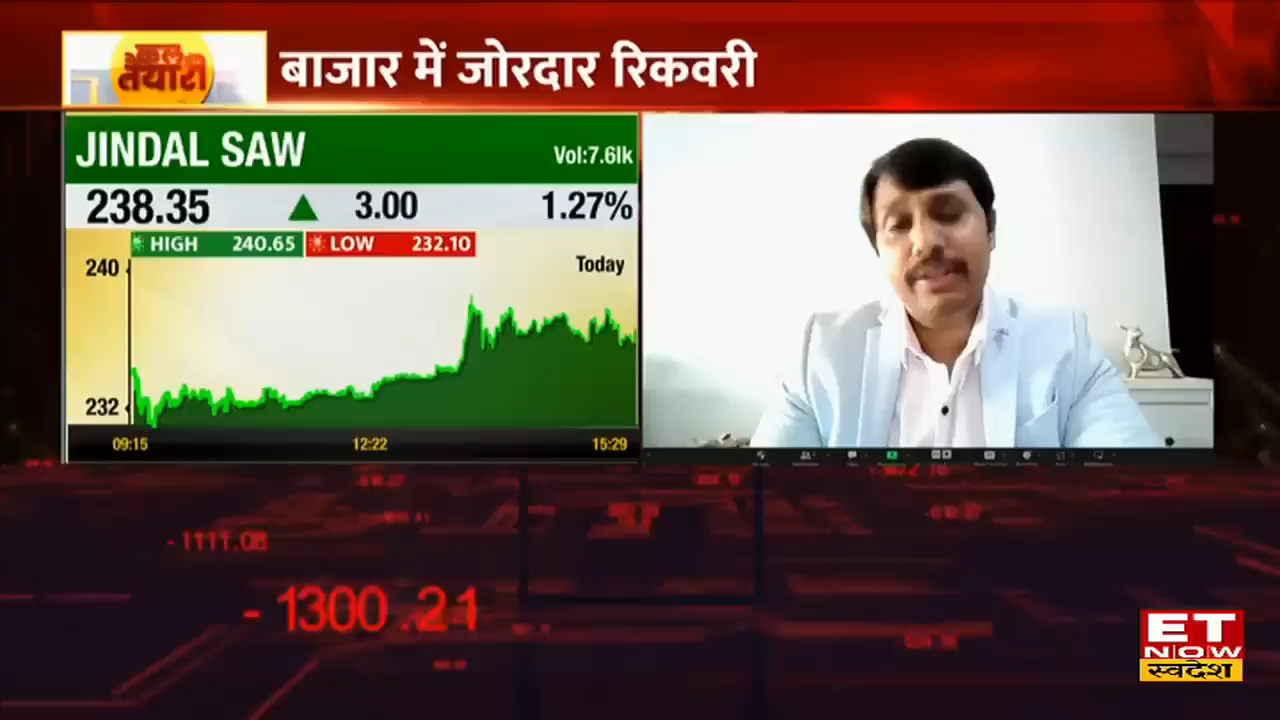 कल की तैयारी
बाजार में जोरदार रिकवरी
JINDAL SAW
Vol:7.6lk
238.35 ▲ 3.00 1.27%
HIGH 240.65 LOW 232.10
Today
240
232
09:15 12:22 15:29
- 1111.08
- 1300.21
ET
NOW
स्वदेश